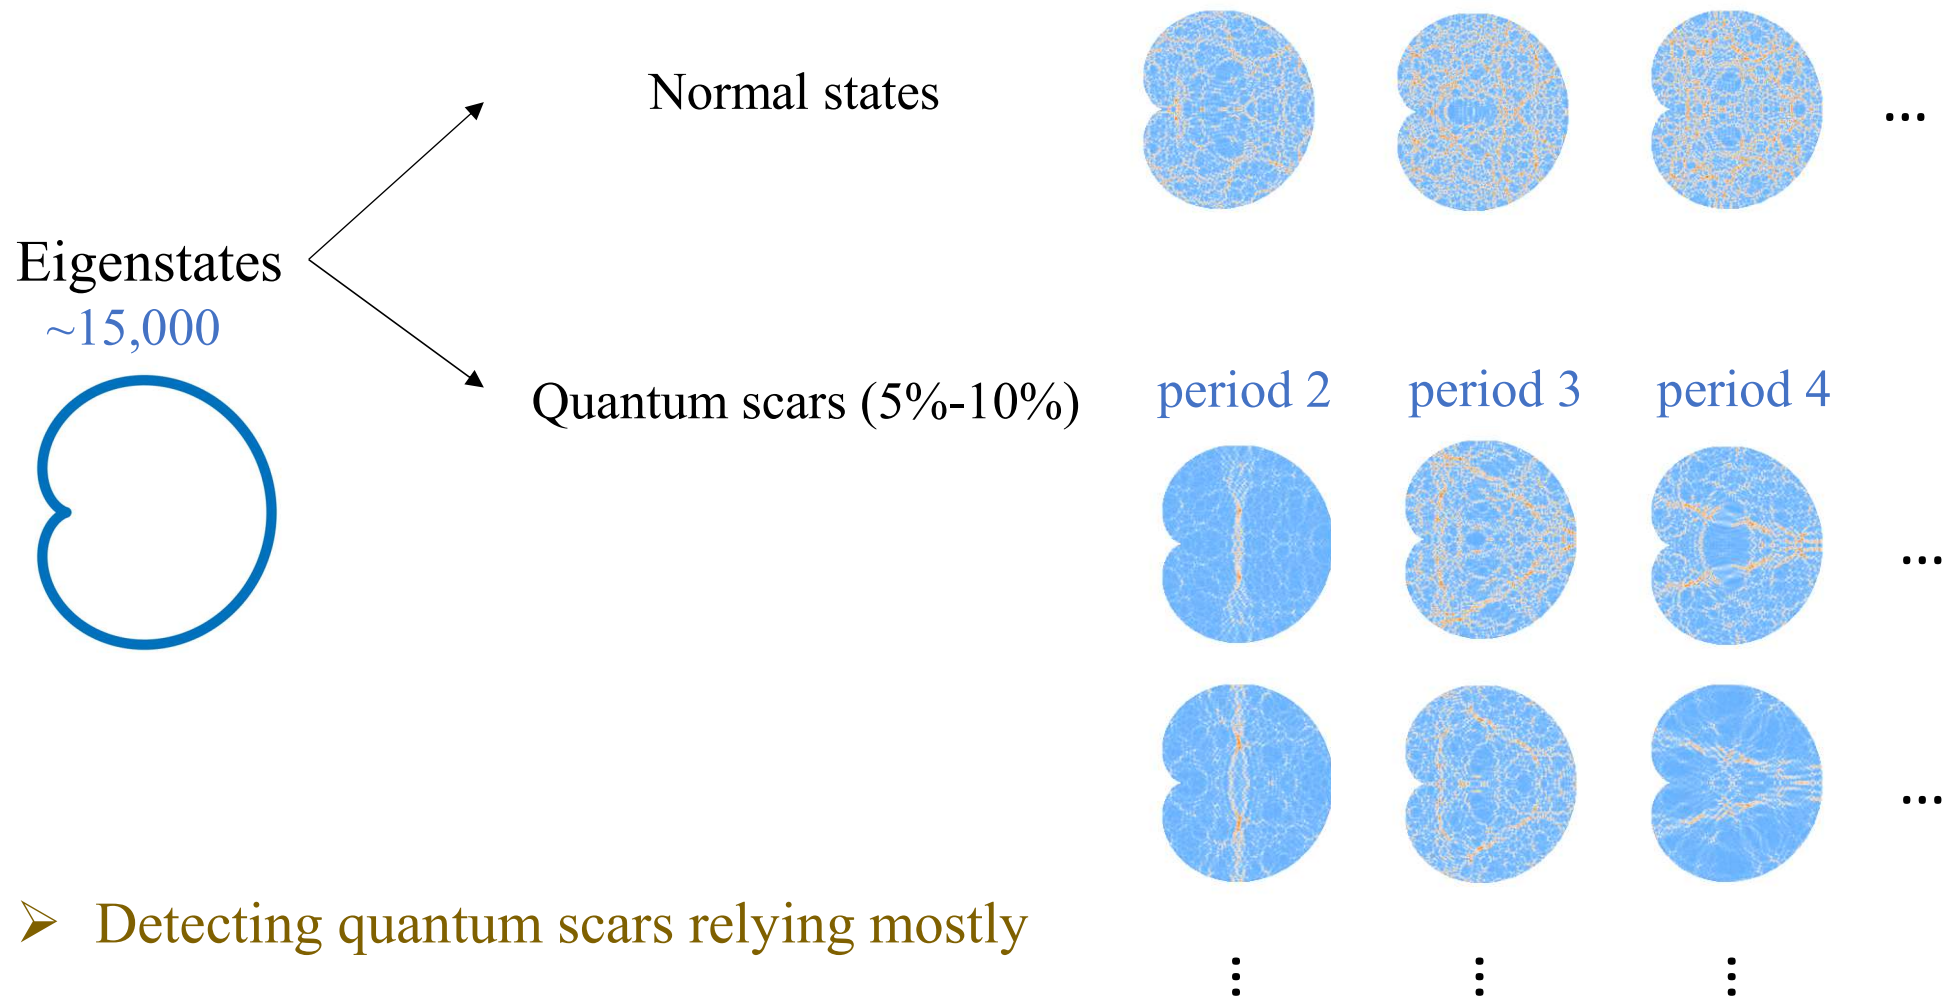 Normal states
...
Eigenstates
~15,000
Quantum scars (5%-10%)
period 2 period 3 period 4
...
...
➢ Detecting quantum scars relying mostly